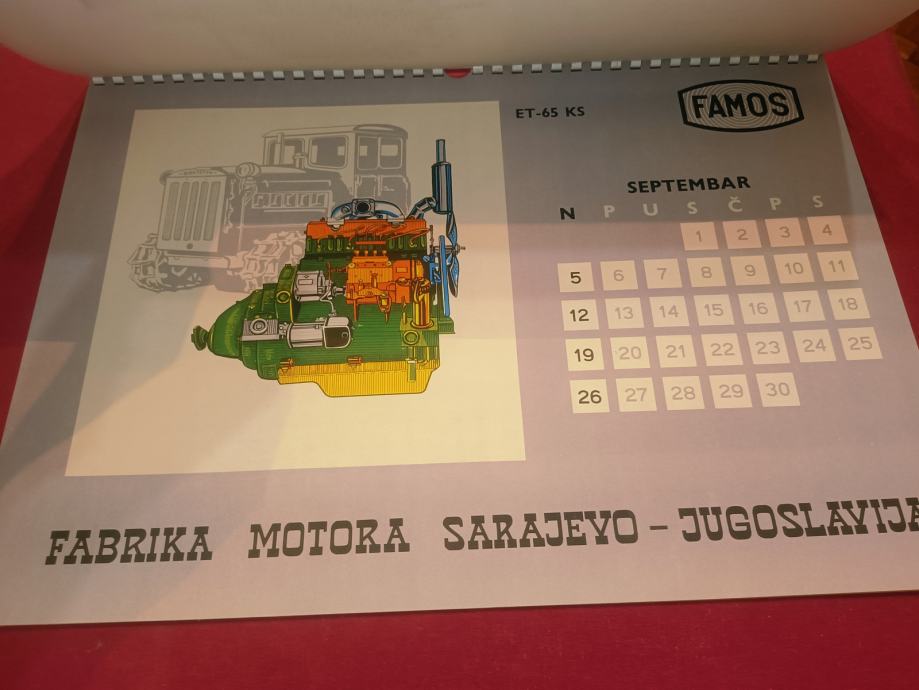 ET-65 KS
FAMOS
SEPTEMBAR
N P U S Č P S
1 2 3 4
5 6 7 8 9 10 11
12 13 14 15 16 17 18
19 20 21 22 23 24 25
26 27 28 29 30
FABRIKA MOTORA SARAJEVO – JUGOSLAVIJA